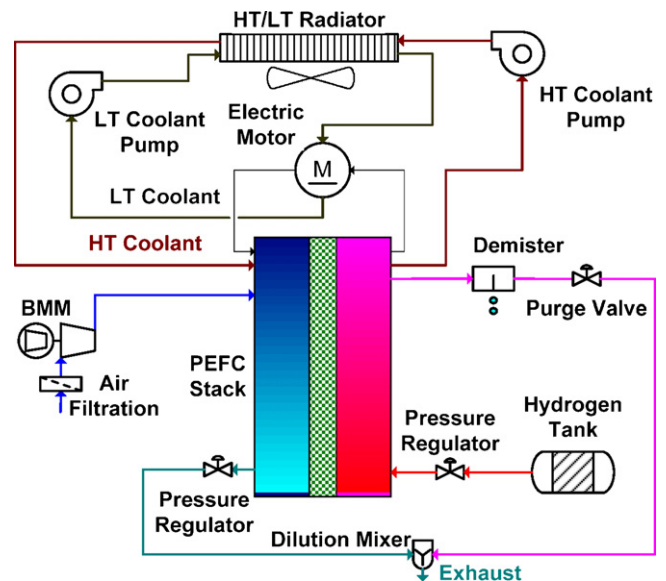 HT/LT Radiator
LT Coolant
Pump
Electric
Motor
HT Coolant
Pump
M
LT Coolant
HT Coolant
Demister
BMM
Purge Valve
PEFC
Stack
Air
Filtration
Pressure
Regulator
Hydrogen
Tank
Pressure
Regulator
Dilution Mixer
Exhaust